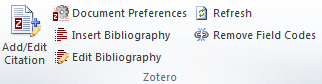 Add/Edit
Citation
Document Preferences
Insert Bibliography
Edit Bibliography
Refresh
Remove Field Codes
Zotero